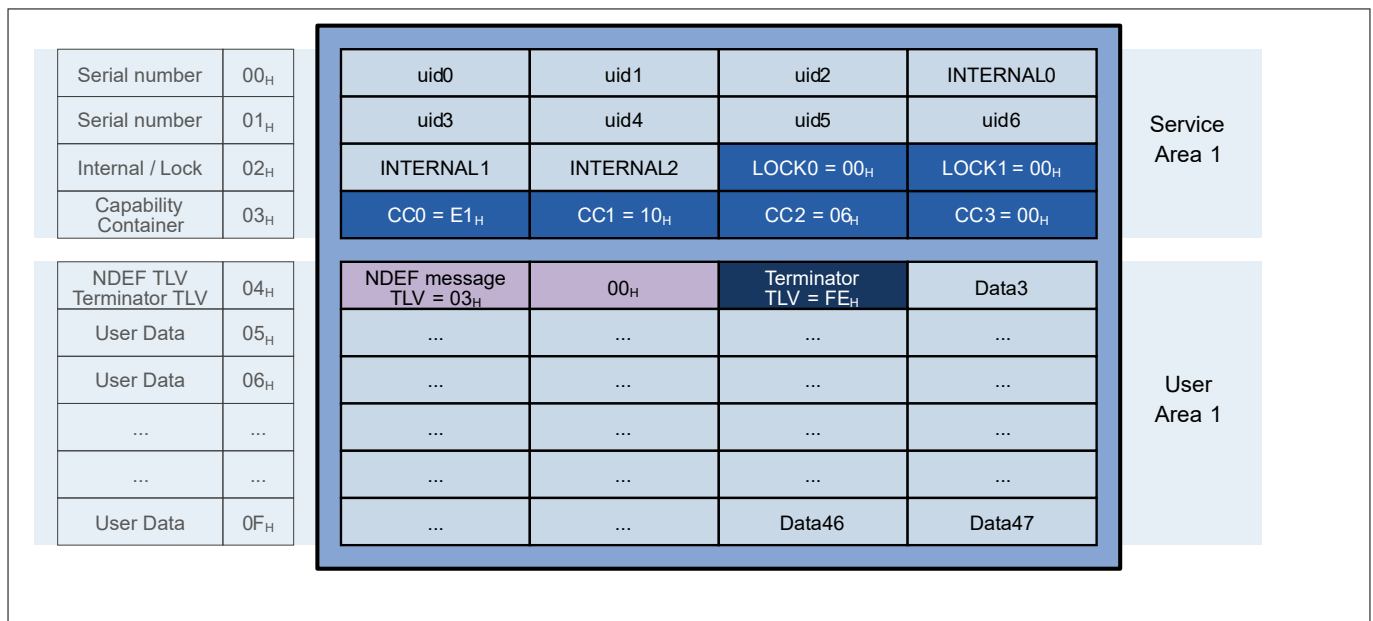 Serial number 00H uid0 uid1 uid2 INTERNAL0
Serial number 01H uid3 uid4 uid5 uid6
Internal / Lock 02H INTERNAL1 INTERNAL2 LOCK0 = 00H LOCK1 = 00H
Capability
Container 03H CC0 = E1H CC1 = 10H CC2 = 06H CC3 = 00H
Service
Area 1
NDEF TLV
Terminator TLV 04H NDEF message
TLV = 03H 00H Terminator
TLV = FEH Data3
User Data 05H ... ... ... ...
User Data 06H ... ... ... ...
... ... ... ... ... ...
... ... ... ... ... ...
User Data 0FH ... ... Data46 Data47
User
Area 1